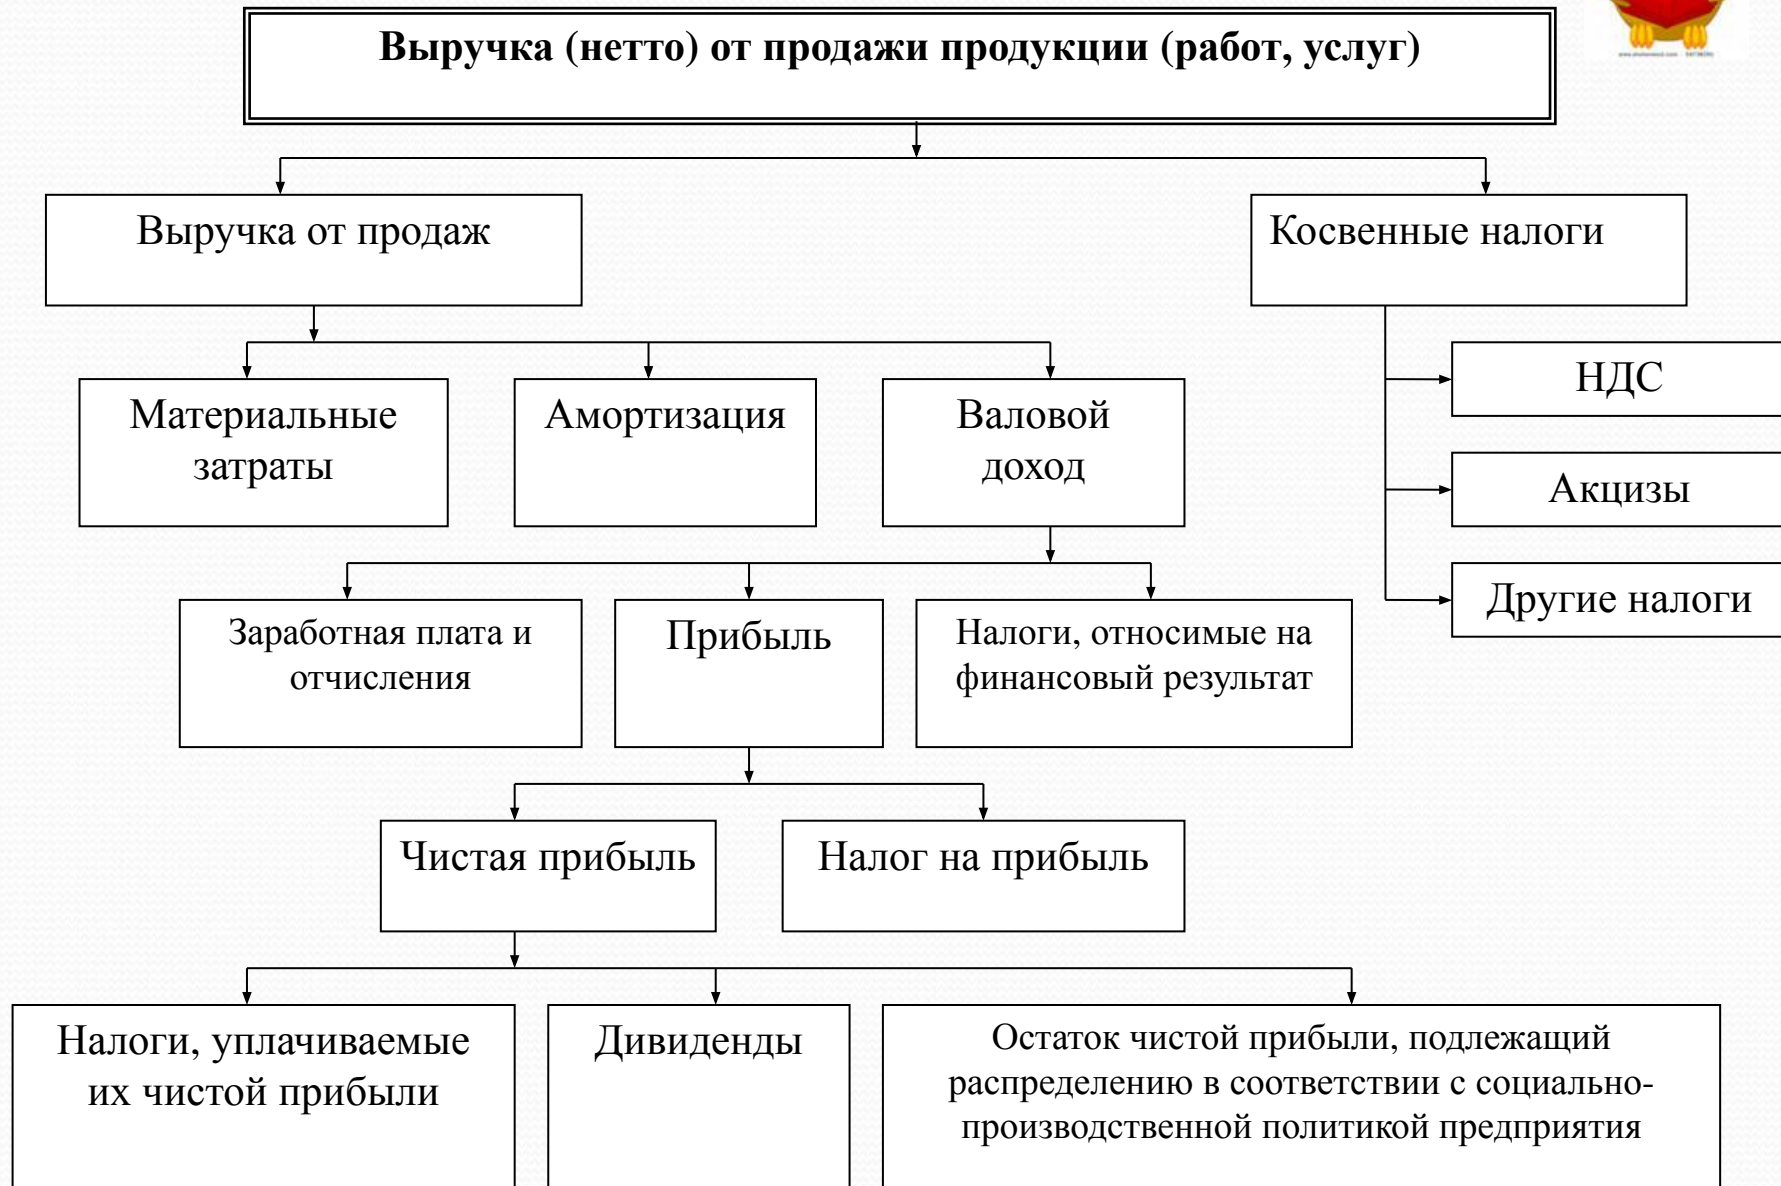 Выручка (нетто) от продажи продукции (работ, услуг)
Выручка от продаж
Косвенные налоги
НДС
Материальные
затраты
Амортизация
Валовой
доход
Акцизы
Другие налоги
Заработная плата и
отчисления
Прибыль
Налоги, относимые на
финансовый результат
Чистая прибыль
Налог на прибыль
Налоги, уплачиваемые
их чистой прибыли
Дивиденды
Остаток чистой прибыли, подлежащий
распределению в соответствии с социально-
производственной политикой предприятия